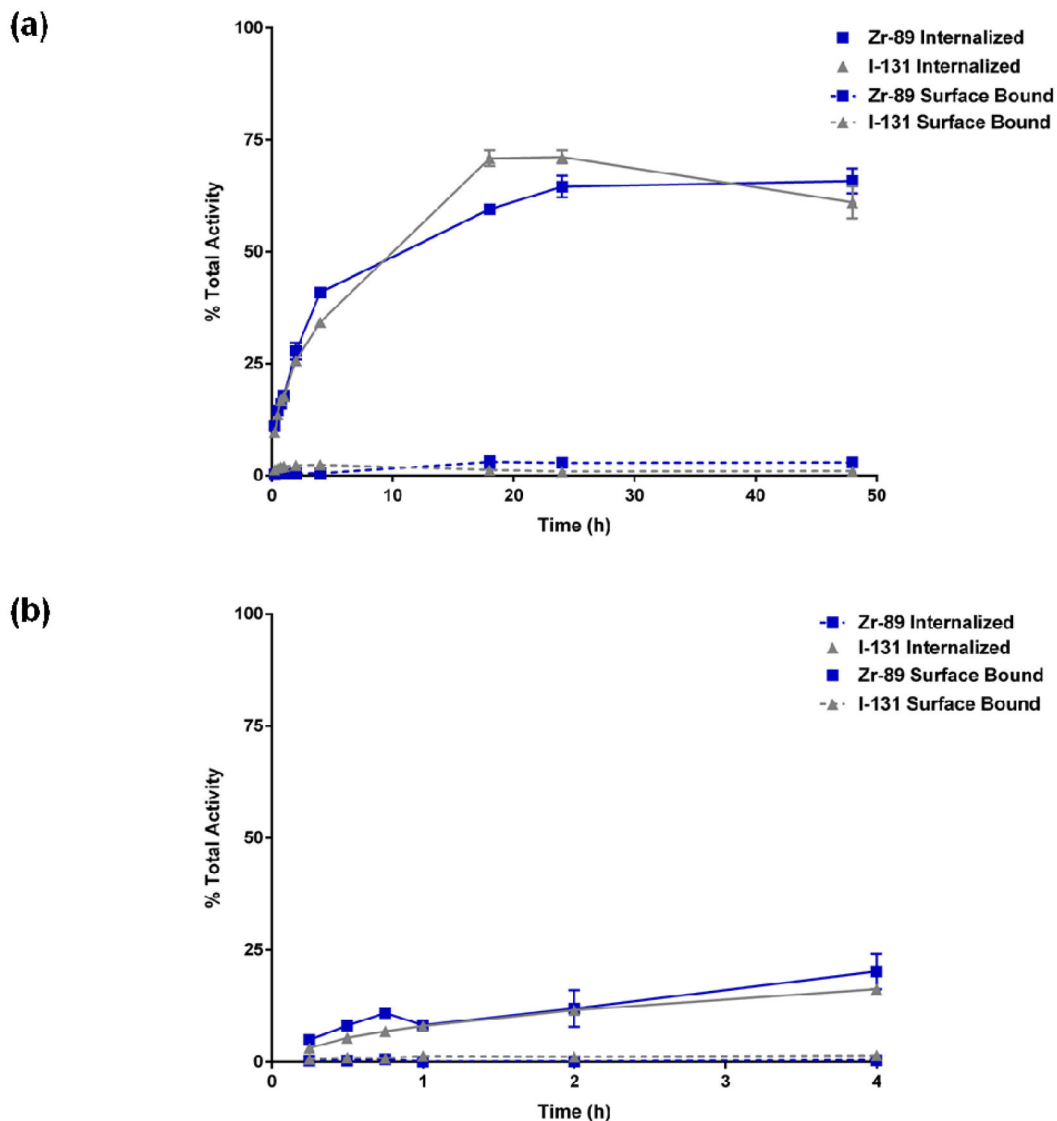 (a)
100
75
50
25
0
% Total Activity
0 10 20 30 40 50
Time (h)
Zr-89 Internalized
I-131 Internalized
Zr-89 Surface Bound
I-131 Surface Bound
(b)
100
75
50
25
0
% Total Activity
0 1 2 3 4
Time (h)
Zr-89 Internalized
I-131 Internalized
Zr-89 Surface Bound
I-131 Surface Bound